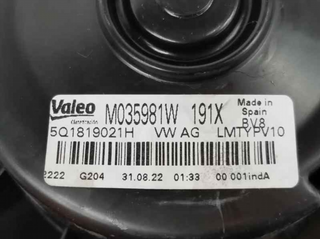 Valeo M035981W 191X Made in
Spain
BV8
5Q1819021H VW AG LMTYPV10
2222 G204 31.08.22 01:33 00 001indA